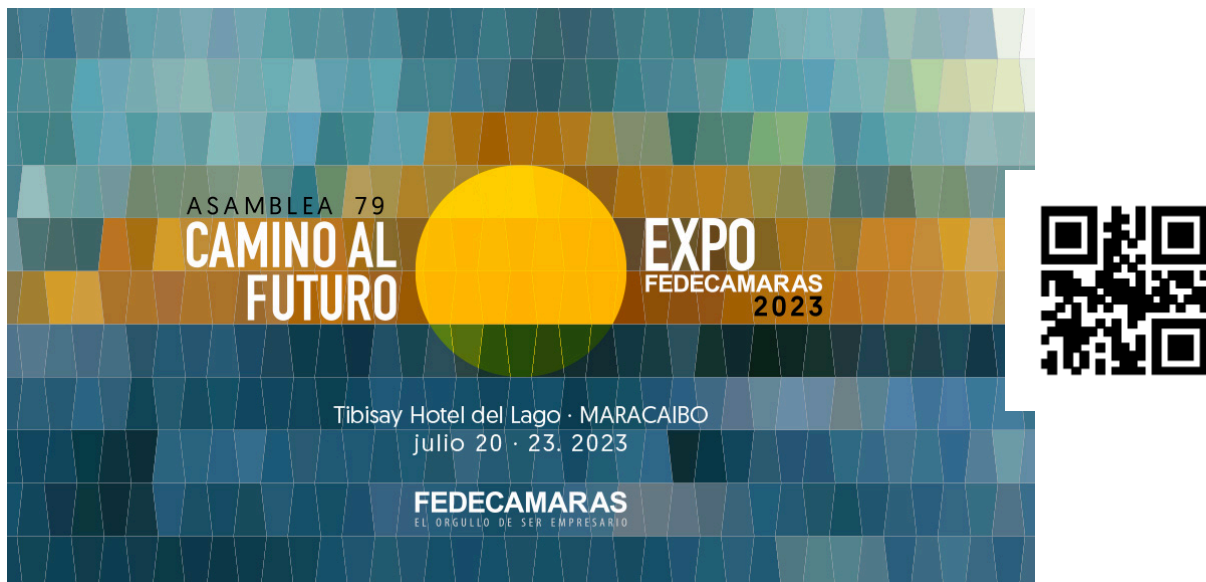 ASAMBLEA 79
CAMINO AL
FUTURO
EXPO
FEDECAMARAS
2023
Tibisay Hotel del Lago · MARACAIBO
julio 20 · 23. 2023
FEDECAMARAS
EL ORGULLO DE SER EMPRESARIO